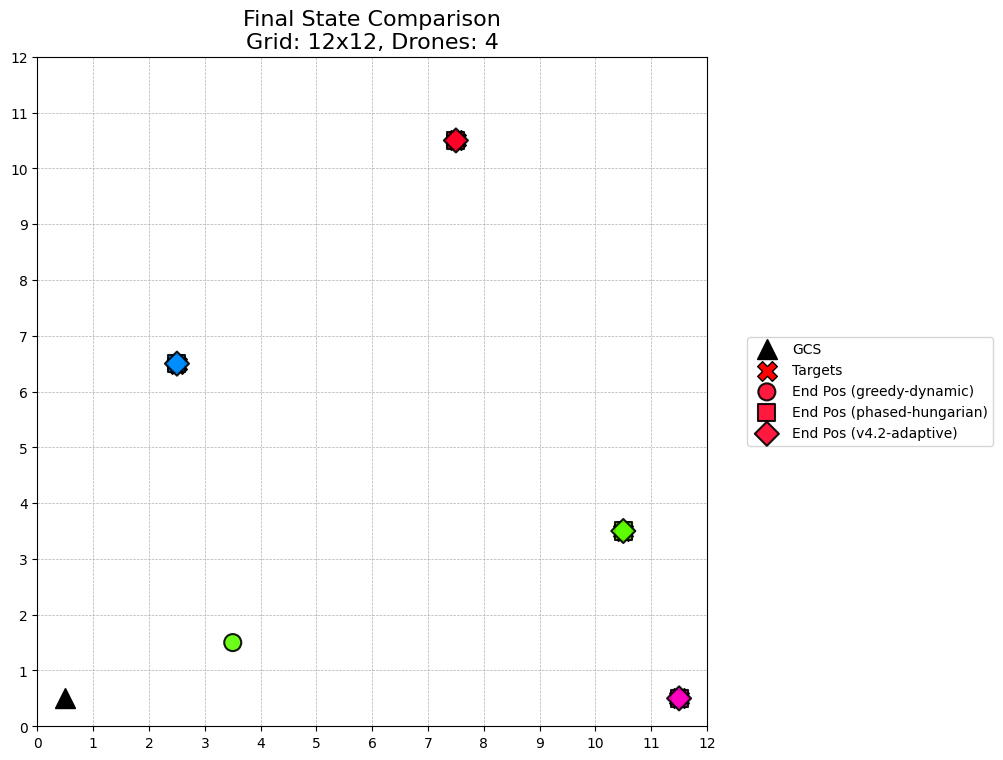 Final State Comparison
Grid: 12x12, Drones: 4
12
11
10
9
8
7
6
5
4
3
2
1
0
0 1 2 3 4 5 6 7 8 9 10 11 12
GCS
Targets
End Pos (greedy-dynamic)
End Pos (phased-hungarian)
End Pos (v4.2-adaptive)